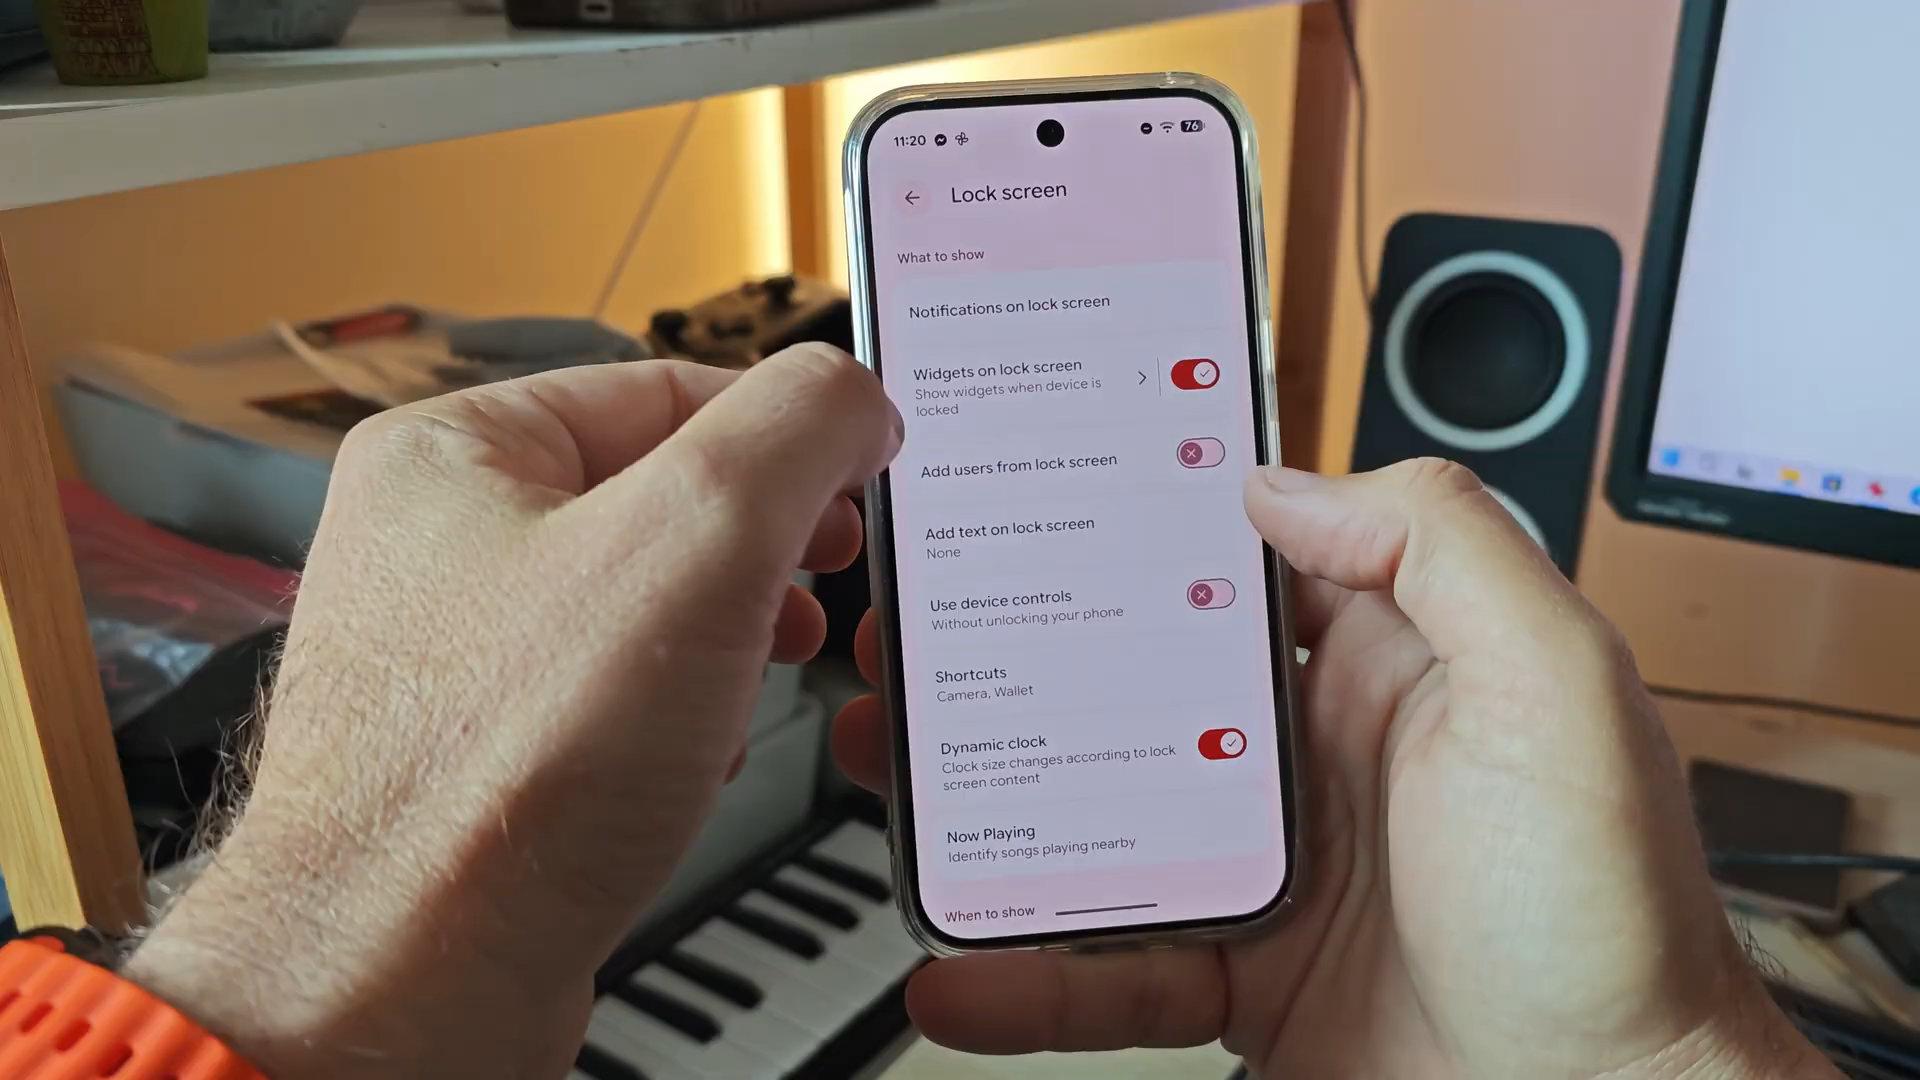 11:20
76
Lock screen
What to show
Notifications on lock screen
Widgets on lock screen
Show widgets when device is
locked
Add users from lock screen
Add text on lock screen
None
Use device controls
Without unlocking your phone
Shortcuts
Camera, Wallet
Dynamic clock
Clock size changes according to lock
screen content
Now Playing
Identify songs playing nearby
When to show